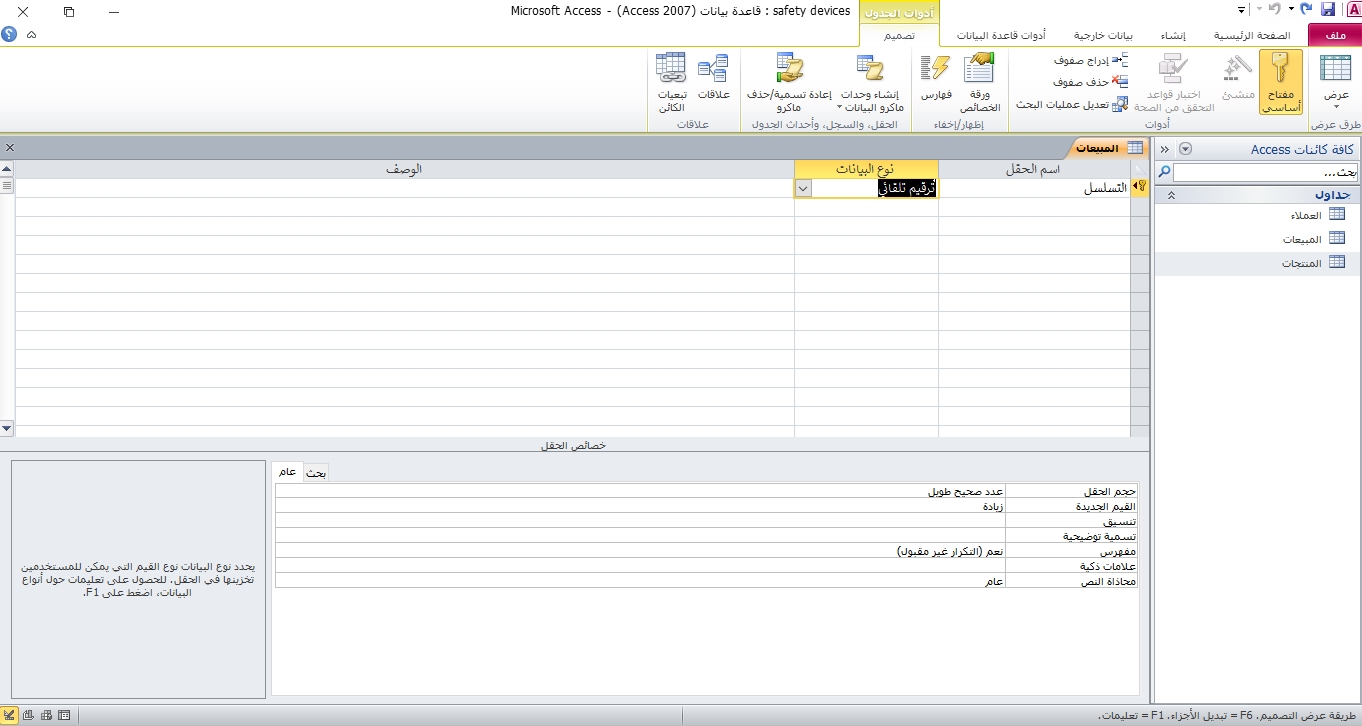 safety devices : قاعدة بيانات (Access 2007) - Microsoft Access
أدوات الجدول
ملف
الصفحة الرئيسية
إنشاء
بيانات خارجية
أدوات قاعدة البيانات
تصميم
عرض
مفتاح
أساسي
منشئ
اختبار قواعد
التحقق من الصحة
إدراج صفوف
حذف صفوف
تعديل عمليات البحث
ورقة
الخصائص
فهارس
إنشاء وحدات
ماكرو البيانات
إعادة تسمية/حذف
ماكرو
علاقات
تبعيات
الكائن
طرق عرض
أدوات
إظهار/إخفاء
الحقل، والسجل، وأحداث الجدول
علاقات
كافة كائنات Access
بحث...
جداول
العملاء
المبيعات
المنتجات
المبيعات
اسم الحقل
نوع البيانات
الوصف
التسلسل
ترقيم تلقائي
خصائص الحقل
عام
بحث
حجم الحقل
عدد صحيح طويل
القيم الجديدة
زيادة
تنسيق
تسمية توضيحية
مفهرس
نعم (التكرار غير مقبول)
علامات ذكية
محاذاة النص
عام
يحدد نوع البيانات نوع القيم التي يمكن للمستخدمين
تخزينها في الحقل. للحصول على تعليمات حول أنواع
البيانات، اضغط على F1.
طريقة عرض التصميم. F6 = تبديل الأجزاء. F1 = تعليمات.